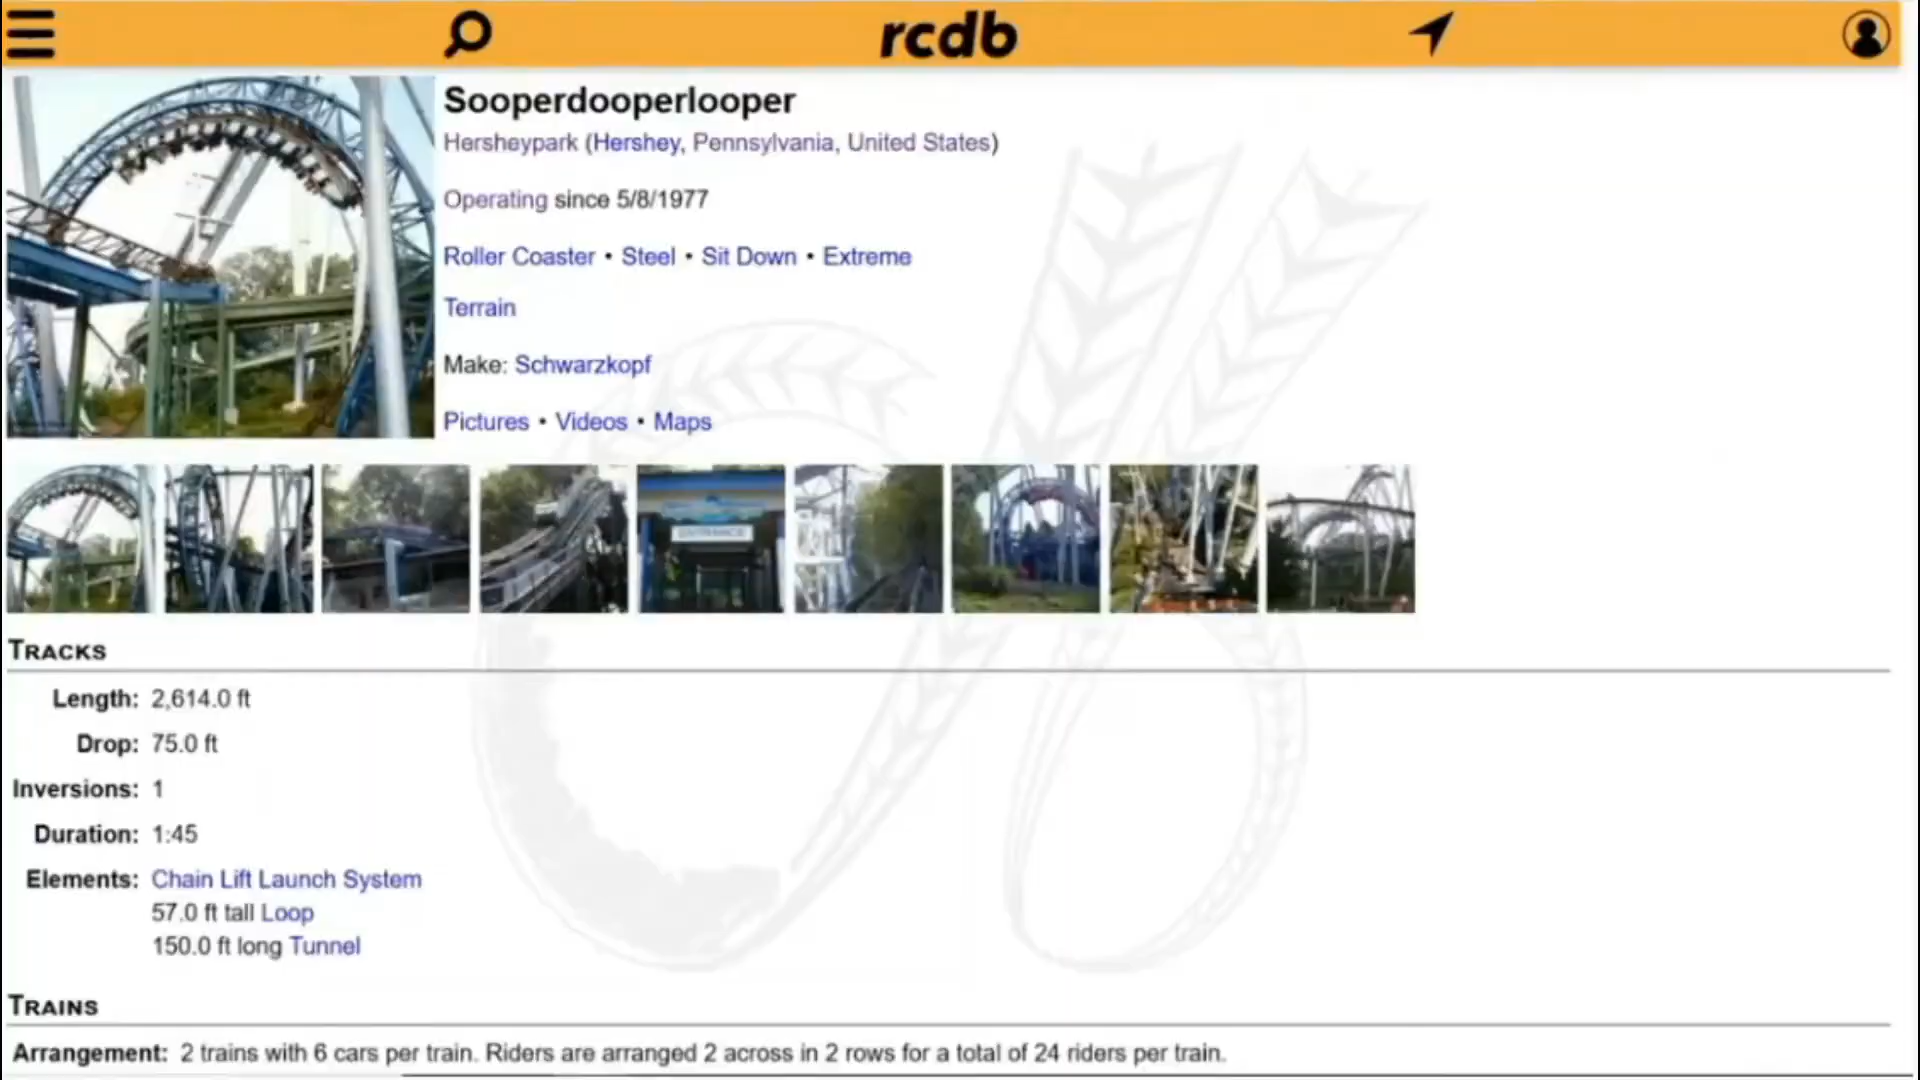 rcdb
Sooperdooperlooper
Hersheypark (Hershey, Pennsylvania, United States)
Operating since 5/8/1977
Roller Coaster • Steel • Sit Down • Extreme
Terrain
Make: Schwarzkopf
Pictures • Videos • Maps
ENTRANCE
TRACKS
Length: 2,614.0 ft
Drop: 75.0 ft
Inversions: 1
Duration: 1:45
Elements: Chain Lift Launch System
57.0 ft tall Loop
150.0 ft long Tunnel
TRAINS
Arrangement: 2 trains with 6 cars per train. Riders are arranged 2 across in 2 rows for a total of 24 riders per train.